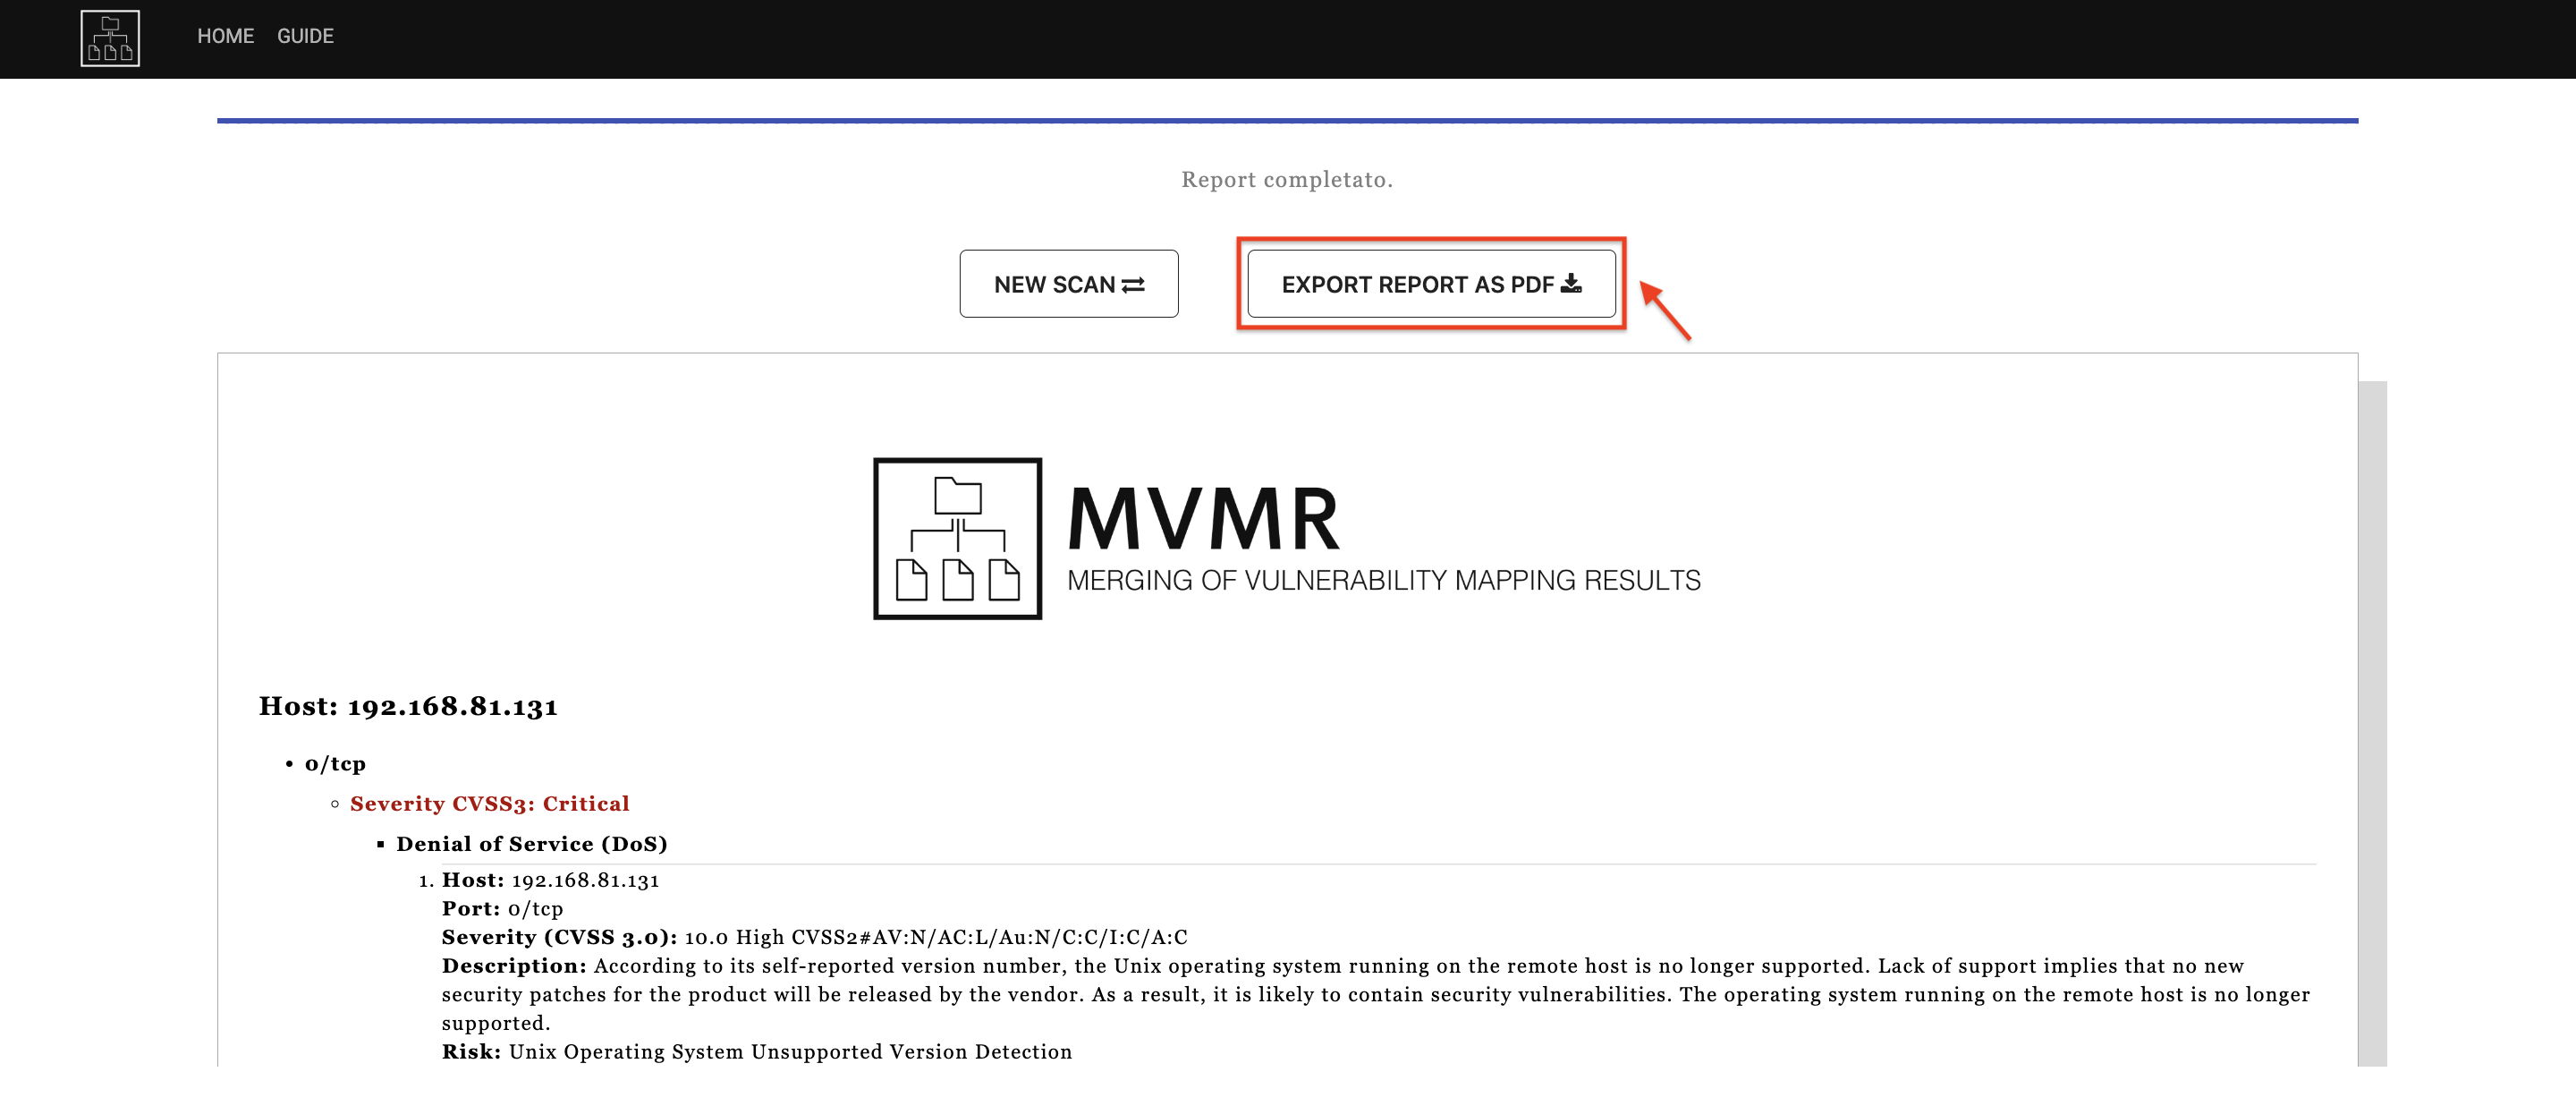 HOME GUIDE
Report completato.
NEW SCAN EXPORT REPORT AS PDF
MVMR
MERGING OF VULNERABILITY MAPPING RESULTS
Host: 192.168.81.131
• 0/tcp
○ Severity CVSS3: Critical
▪ Denial of Service (DoS)
1. Host: 192.168.81.131
Port: 0/tcp
Severity (CVSS 3.0): 10.0 High CVSS2#AV:N/AC:L/Au:N/C:C/I:C/A:C
Description: According to its self-reported version number, the Unix operating system running on the remote host is no longer supported. Lack of support implies that no new
security patches for the product will be released by the vendor. As a result, it is likely to contain security vulnerabilities. The operating system running on the remote host is no longer
supported.
Risk: Unix Operating System Unsupported Version Detection